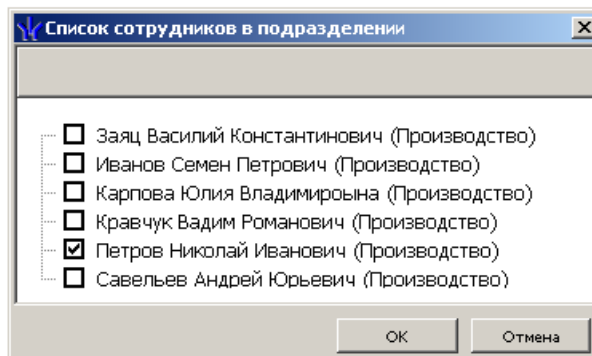 Список сотрудников в подразделении
Заяц Василий Константинович (Производство)
Иванов Семен Петрович (Производство)
Карпова Юлия Владимироына (Производство)
Кравчук Вадим Романович (Производство)
Петров Николай Иванович (Производство)
Савельев Андрей Юрьевич (Производство)
ОК
Отмена